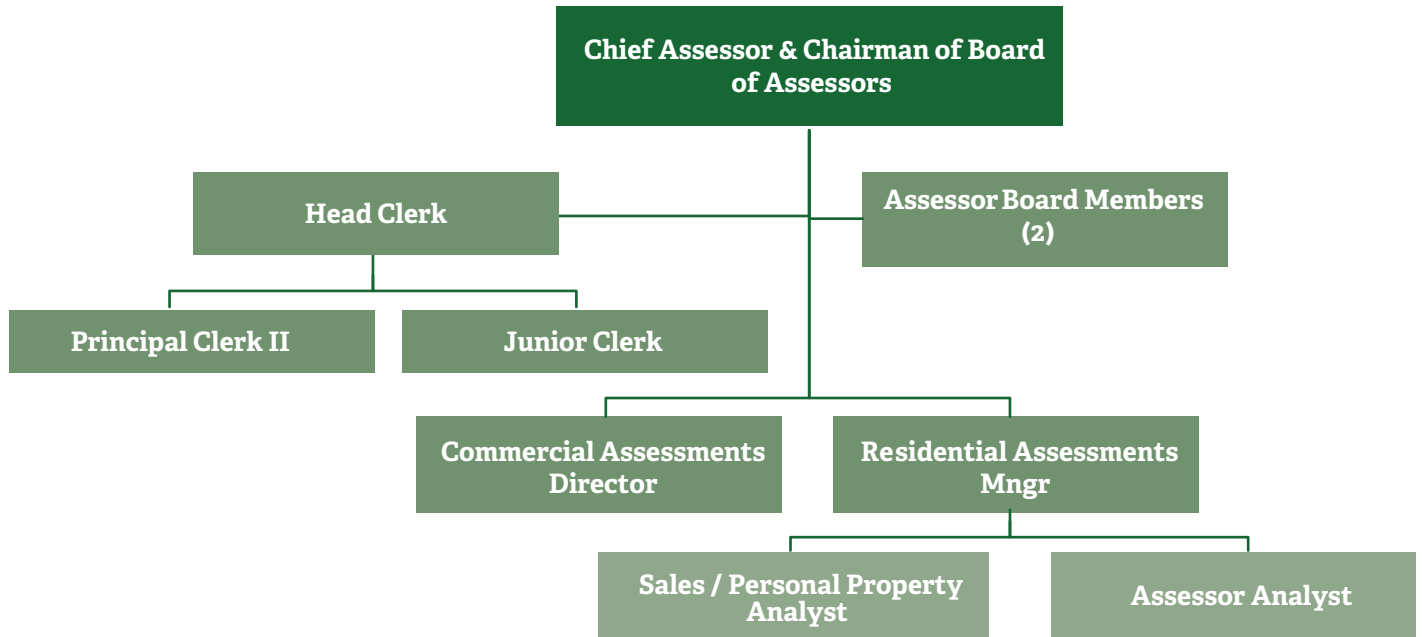 Chief Assessor & Chairman of Board
of Assessors
Head Clerk
Assessor Board Members
(2)
Principal Clerk II
Junior Clerk
Commercial Assessments
Director
Residential Assessments
Mngr
Sales / Personal Property
Analyst
Assessor Analyst